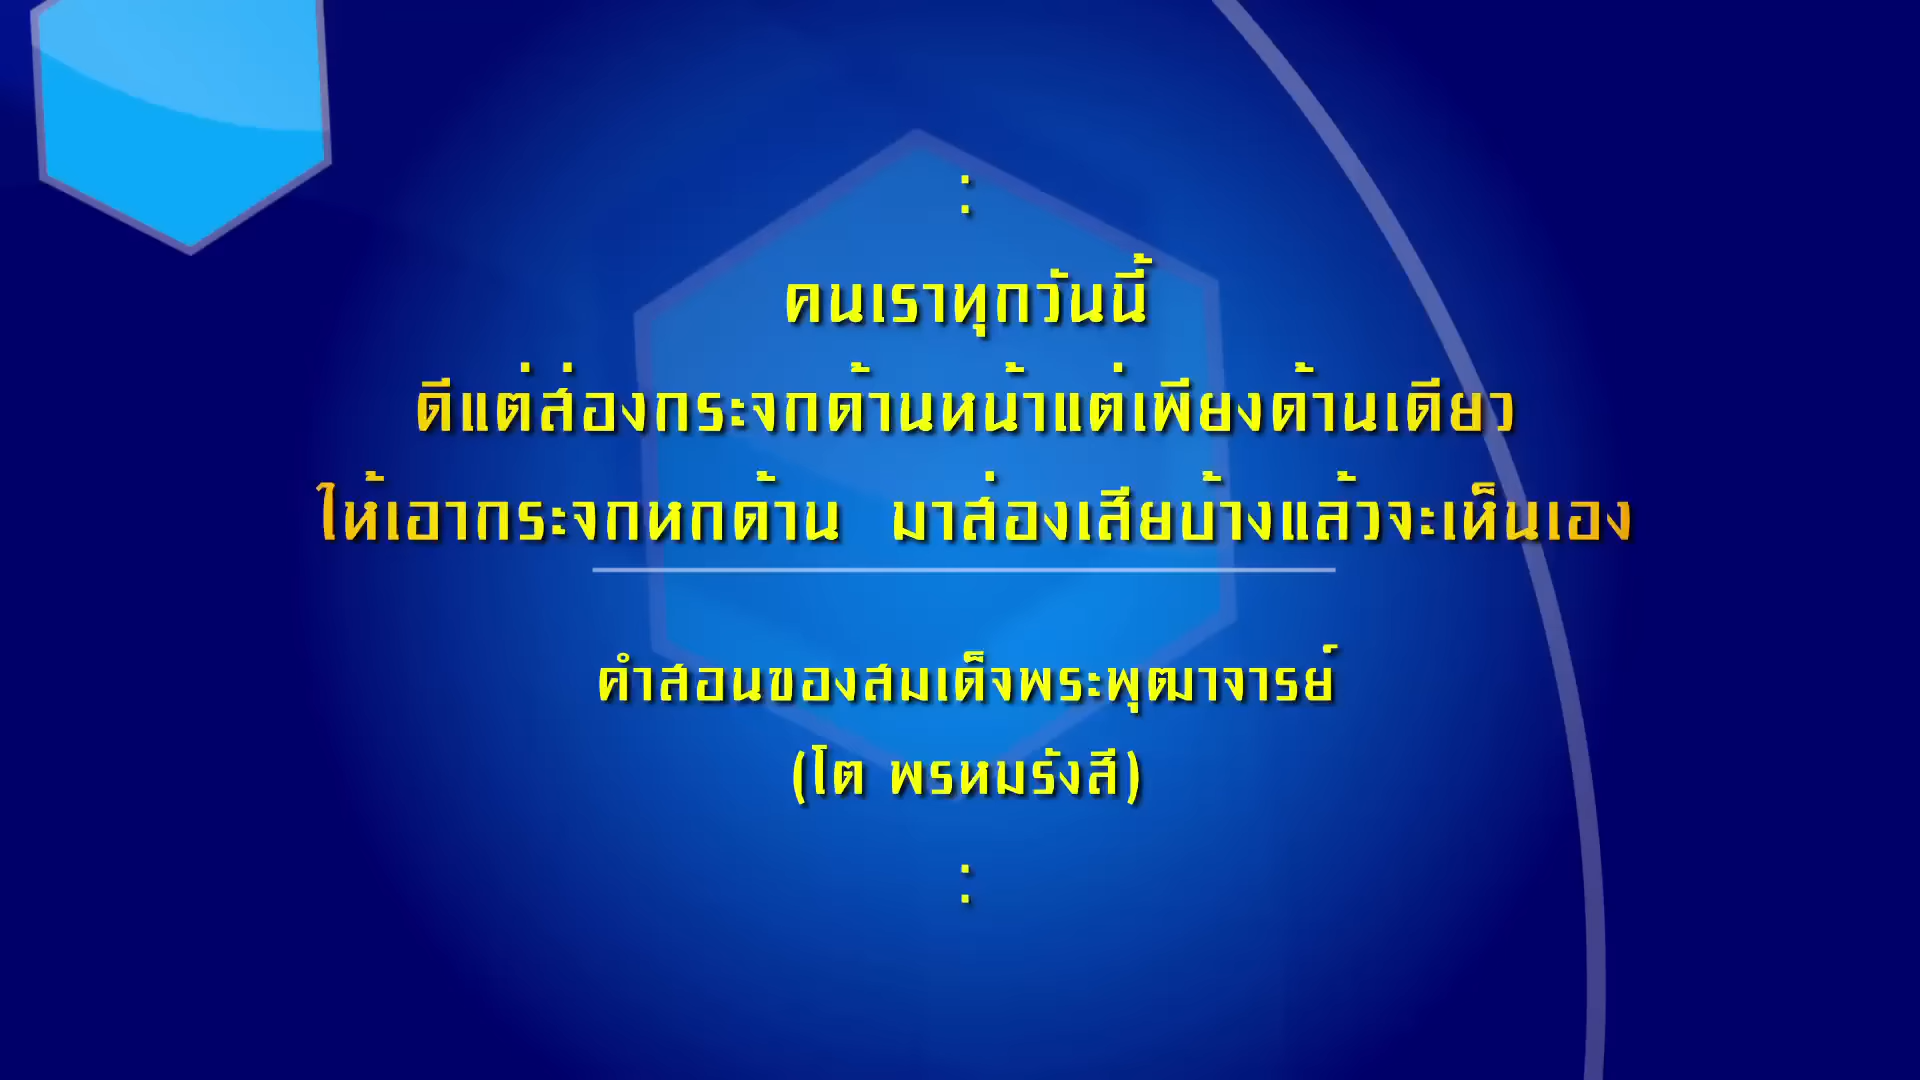 :
คนเราทุกวันนี้
ดีแต่ส่องกระจกด้านหน้าแต่เพียงด้านเดียว
ให้เอากระจกหกด้าน มาส่องเสียบ้างแล้วจะเห็นเอง
คำสอนของสมเด็จพระพุฒาจารย์
(โต พรหมรังสี)
: